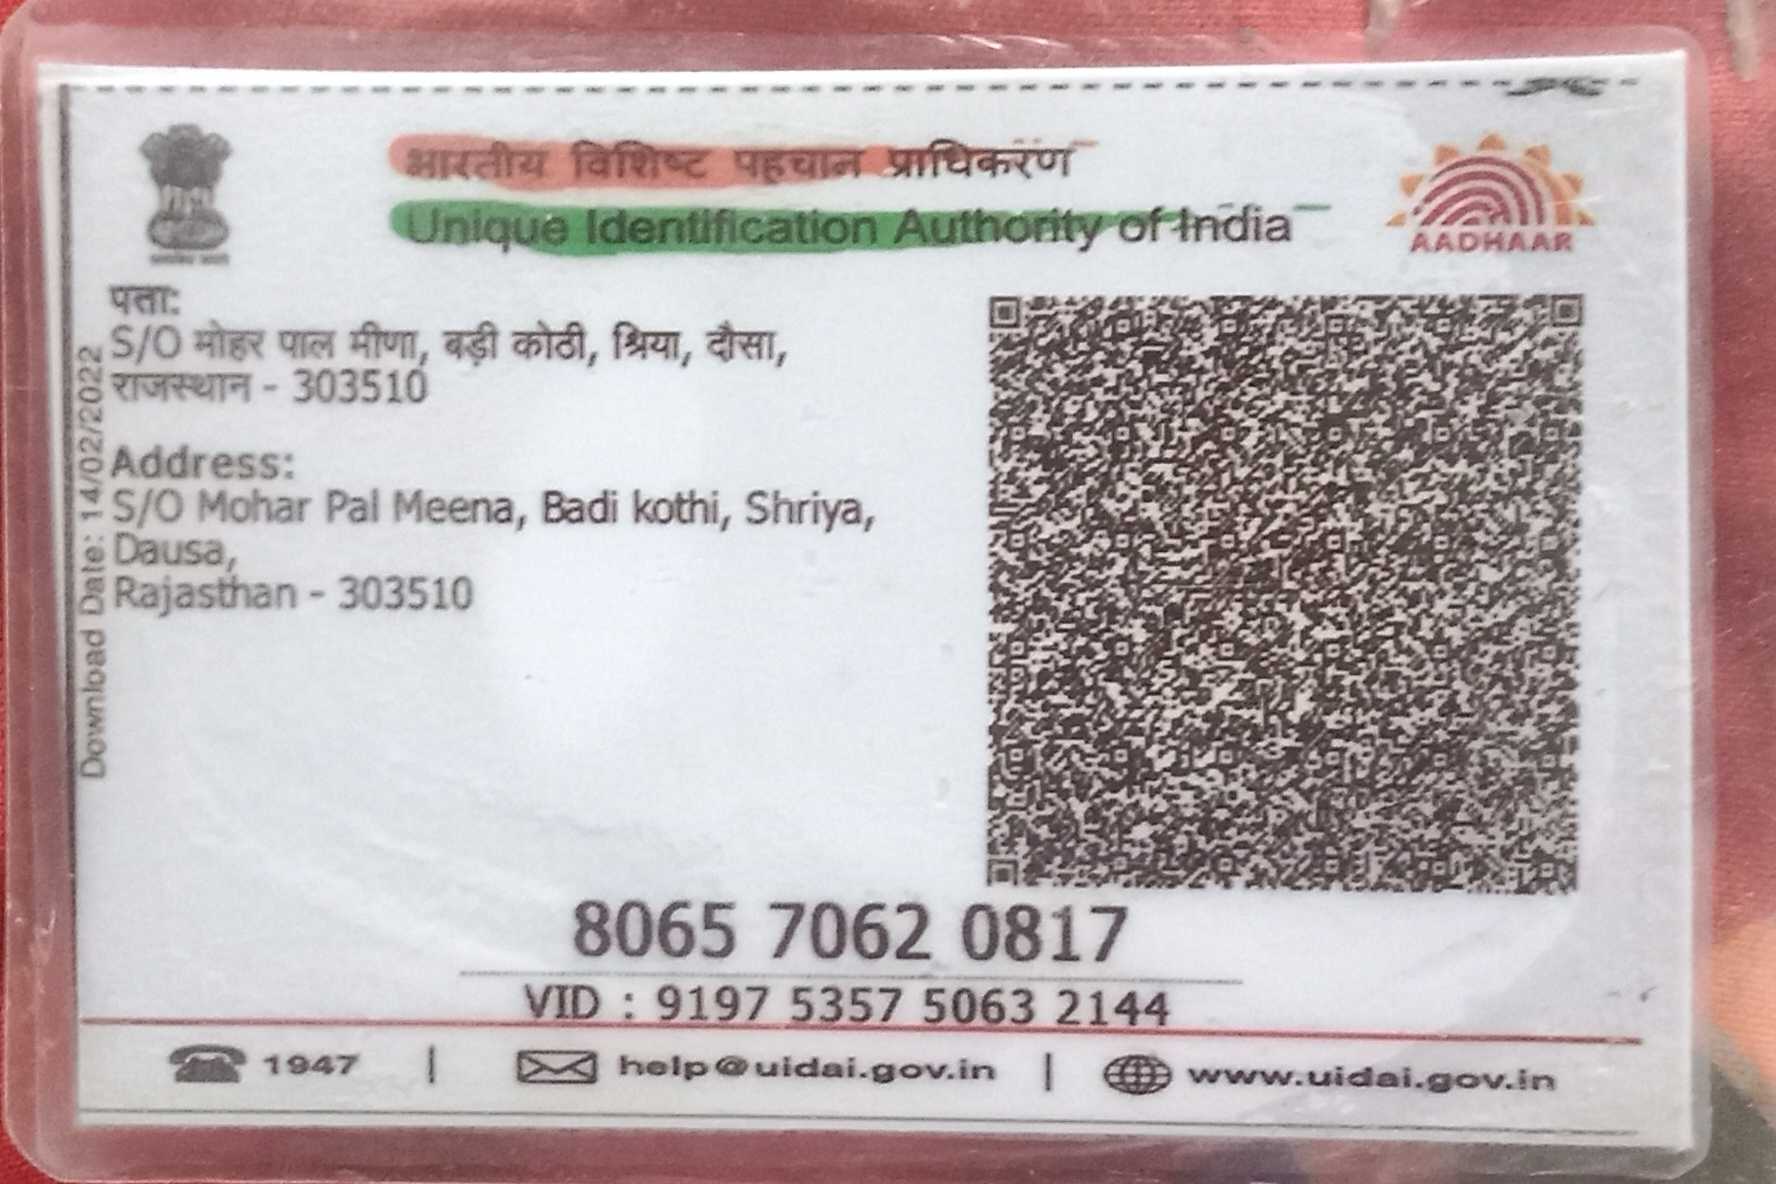 भारतीय विशिष्ट पहचान प्राधिकरण
Unique Identification Authority of India
AADHAAR
पता:
S/O मोहर पाल मीणा, बड़ी कोठी, श्रिया, दौसा,
राजस्थान - 303510
Address:
S/O Mohar Pal Meena, Badi kothi, Shriya,
Dausa,
Rajasthan - 303510
Download Date: 14/02/2022
8065 7062 0817
VID : 9197 5357 5063 2144
1947 | help@uidai.gov.in | www.uidai.gov.in